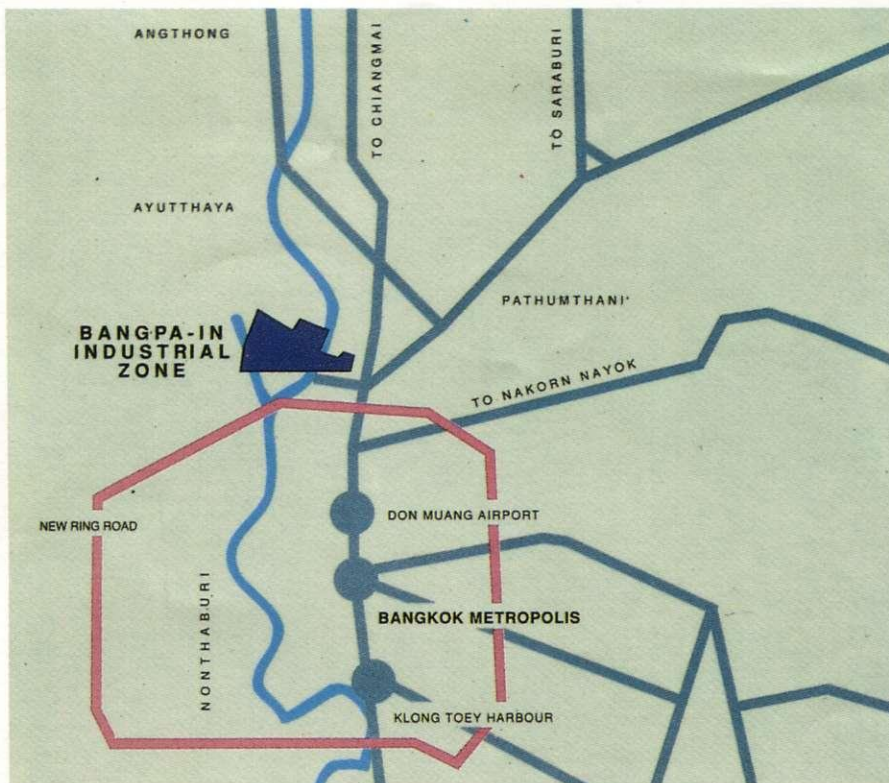 ANGTHONG
TO CHIANGMAI
TO SARABURI
AYUTTHAYA
PATHUMTHANI
BANGPA-IN
INDUSTRIAL
ZONE
TO NAKORN NAYOK
DON MUANG AIRPORT
NEW RING ROAD
NONTHABURI
BANGKOK METROPOLIS
KLONG TOEY HARBOUR